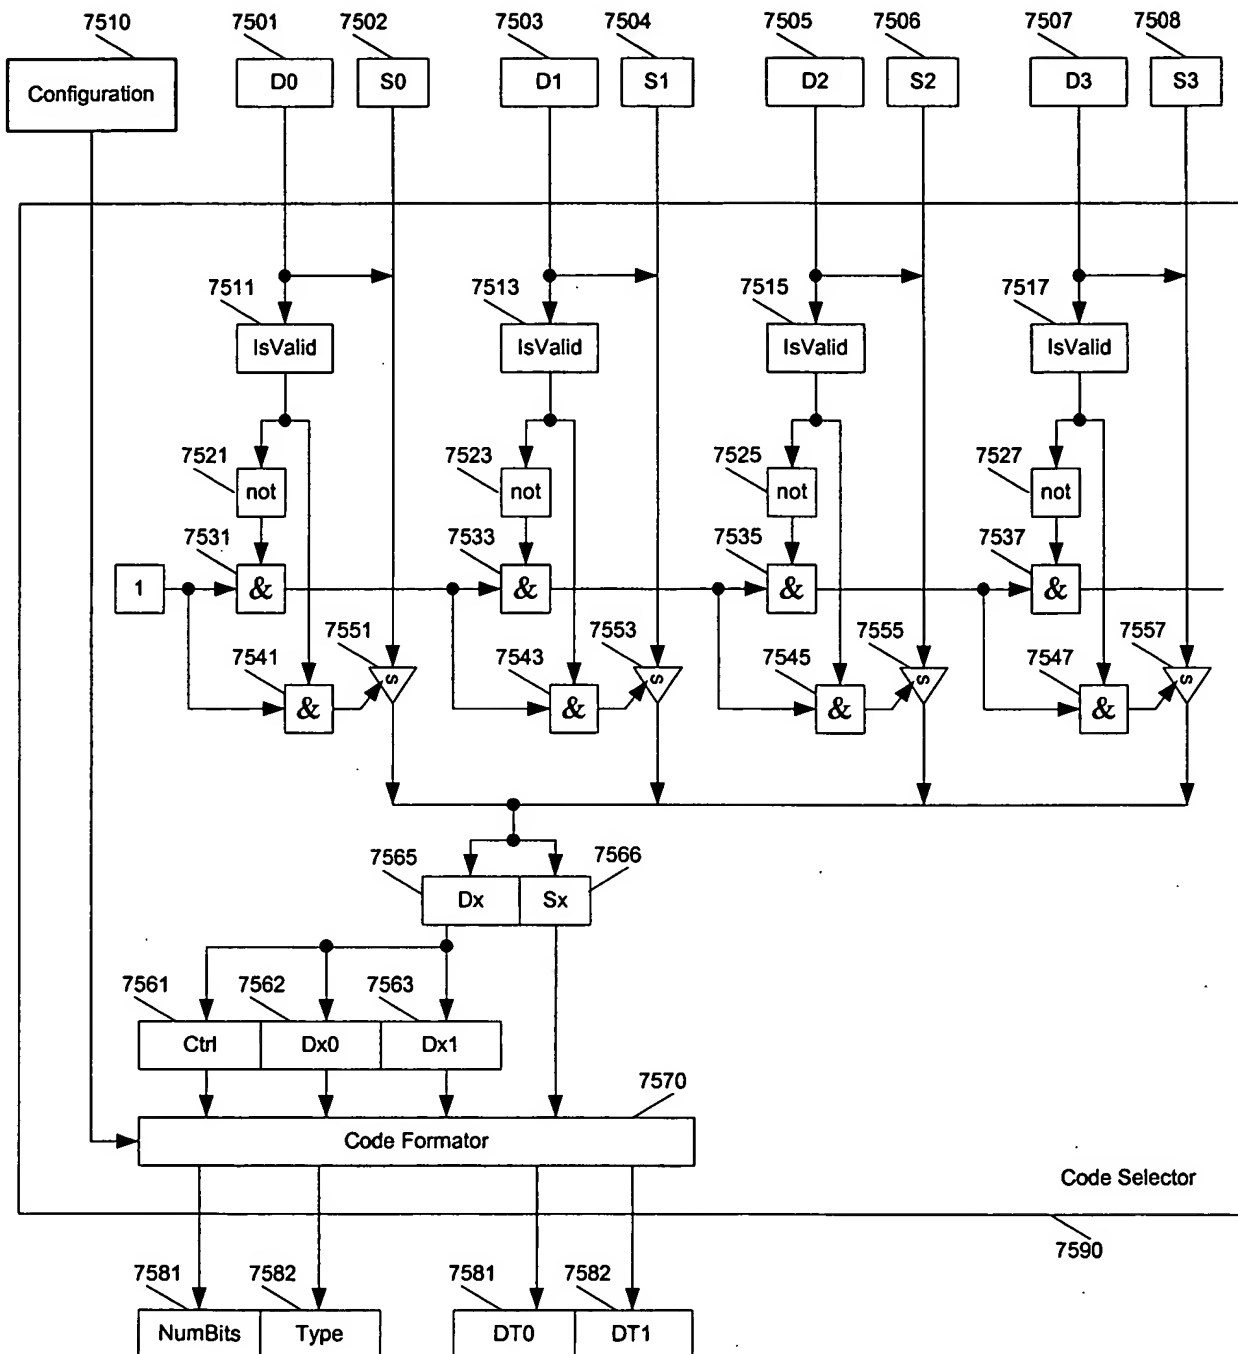 7510 7501 7502 7503 7504 7505 7506 7507 7508
Configuration D0 S0 D1 S1 D2 S2 D3 S3
7511 7513 7515 7517
IsValid IsValid IsValid IsValid
7521 7523 7525 7527
not not not not
7531 7533 7535 7537
1 & & & &
7551 7553 7555 7557
7541 7543 7545 7547
s s s s
& & & &
7565 7566
Dx Sx
7561 7562 7563
Ctrl Dx0 Dx1
7570
Code Formator
Code Selector
7590
7581 7582 7581 7582
NumBits Type DT0 DT1